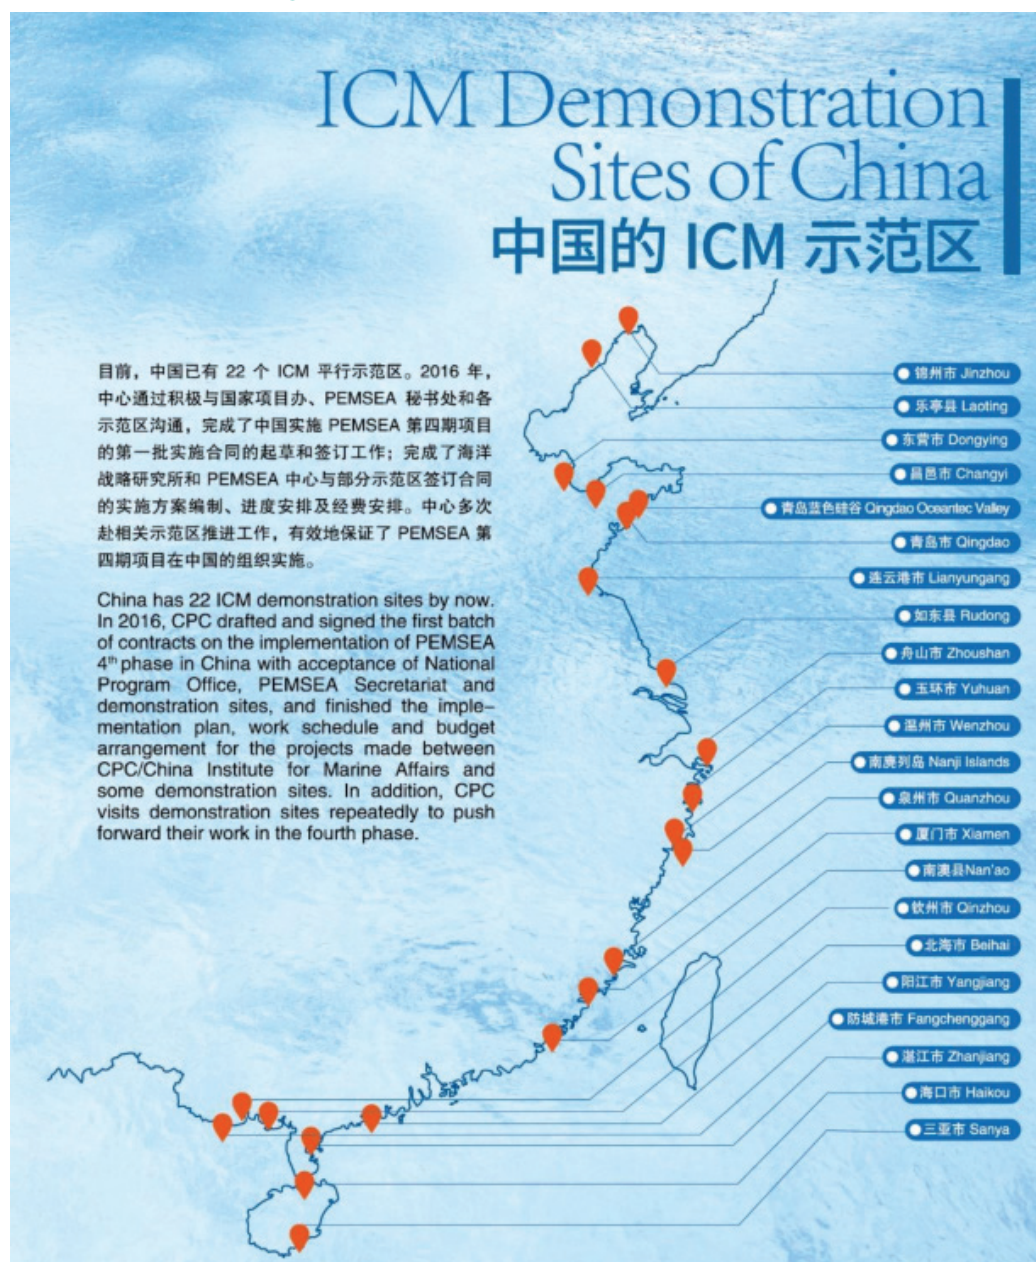 ICM Demonstration
Sites of China
中国的 ICM 示范区
目前，中国已有 22 个 ICM 平行示范区。2016 年，
中心通过积极与国家项目办、PEMSEA 秘书处和各
示范区沟通，完成了中国实施 PEMSEA 第四期项目
的第一批实施合同的起草和签订工作；完成了海洋
战略研究所和 PEMSEA 中心与部分示范区签订合同
的实施方案编制、进度安排及经费安排。中心多次
赴相关示范区推进工作，有效地保证了 PEMSEA 第
四期项目在中国的组织实施。
China has 22 ICM demonstration sites by now.
In 2016, CPC drafted and signed the first batch
of contracts on the implementation of PEMSEA
4th phase in China with acceptance of National
Program Office, PEMSEA Secretariat and
demonstration sites, and finished the imple-
mentation plan, work schedule and budget
arrangement for the projects made between
CPC/China Institute for Marine Affairs and
some demonstration sites. In addition, CPC
visits demonstration sites repeatedly to push
forward their work in the fourth phase.
锦州市 Jinzhou
乐亭县 Laoting
东营市 Dongying
昌邑市 Changyi
青岛蓝色硅谷 Qingdao Oceantec Valley
青岛市 Qingdao
连云港市 Lianyungang
如东县 Rudong
舟山市 Zhoushan
玉环市 Yuhuan
温州市 Wenzhou
南麂列岛 Nanji Islands
泉州市 Quanzhou
厦门市 Xiamen
南澳县Nan'ao
钦州市 Qinzhou
北海市 Beihai
阳江市 Yangjiang
防城港市 Fangchenggang
湛江市 Zhanjiang
海口市 Haikou
三亚市 Sanya